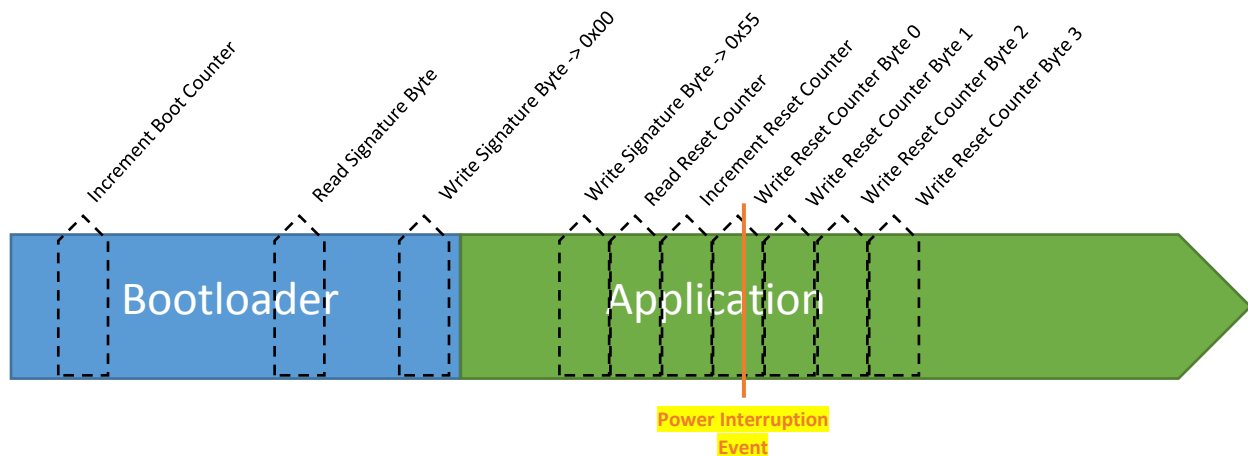 Increment Boot Counter
Read Signature Byte
Write Signature Byte -> 0x00
Write Signature Byte -> 0x55
Read Reset Counter
Increment Reset Counter
Write Reset Counter Byte 0
Write Reset Counter Byte 1
Write Reset Counter Byte 2
Write Reset Counter Byte 3
Bootloader
Application
Power Interruption
Event